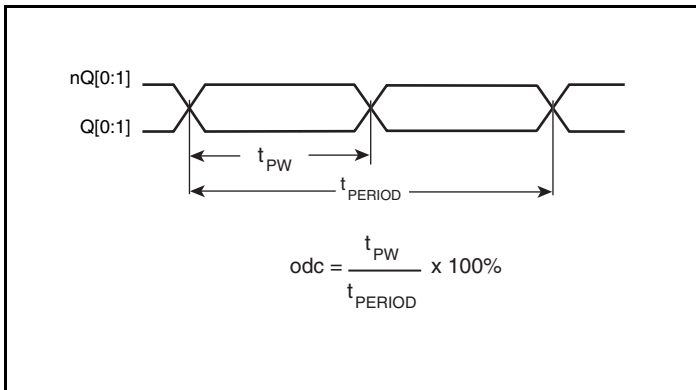 nQ[0:1]
Q[0:1]
tPW
tPERIOD
odc = tPW / tPERIOD x 100%